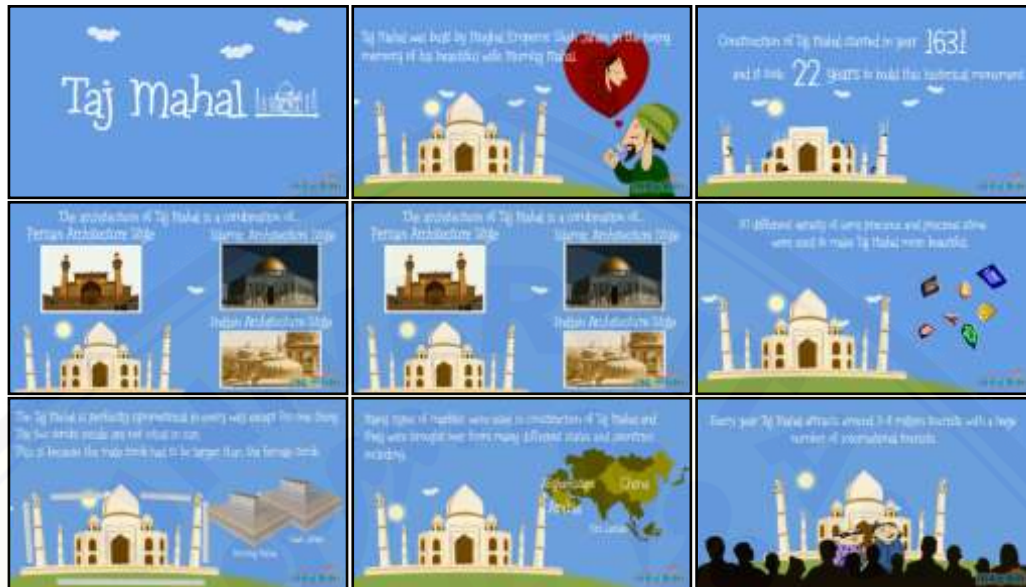 Taj Mahal
Taj Mahal was built by Mughal Emperor Shah Jahan in the loving
memory of his beautiful wife Mumtaj Mahal.
Construction of Taj Mahal started in year 1631
and it took 22 years to build this historical monument.
The architecture of Taj Mahal is a combination of...
Persian Architecture Style
Islamic Architecture Style
Indian Architecture Style
The architecture of Taj Mahal is a combination of...
Persian Architecture Style
Islamic Architecture Style
Indian Architecture Style
different variety of semi precious and precious stone
were used to make Taj Mahal more beautiful.
The Taj Mahal is perfectly symmetrical in every way except for one thing.
The two tombs inside are not equal in size.
This is because the male tomb has to be larger than the female tomb.
Many types of marbles were used in construction of Taj Mahal and
they were brought over from many different states and countries
including
Afghanistan
China
Sri Lanka
Every year Taj Mahal attracts around million tourists with a large
number of international tourists.